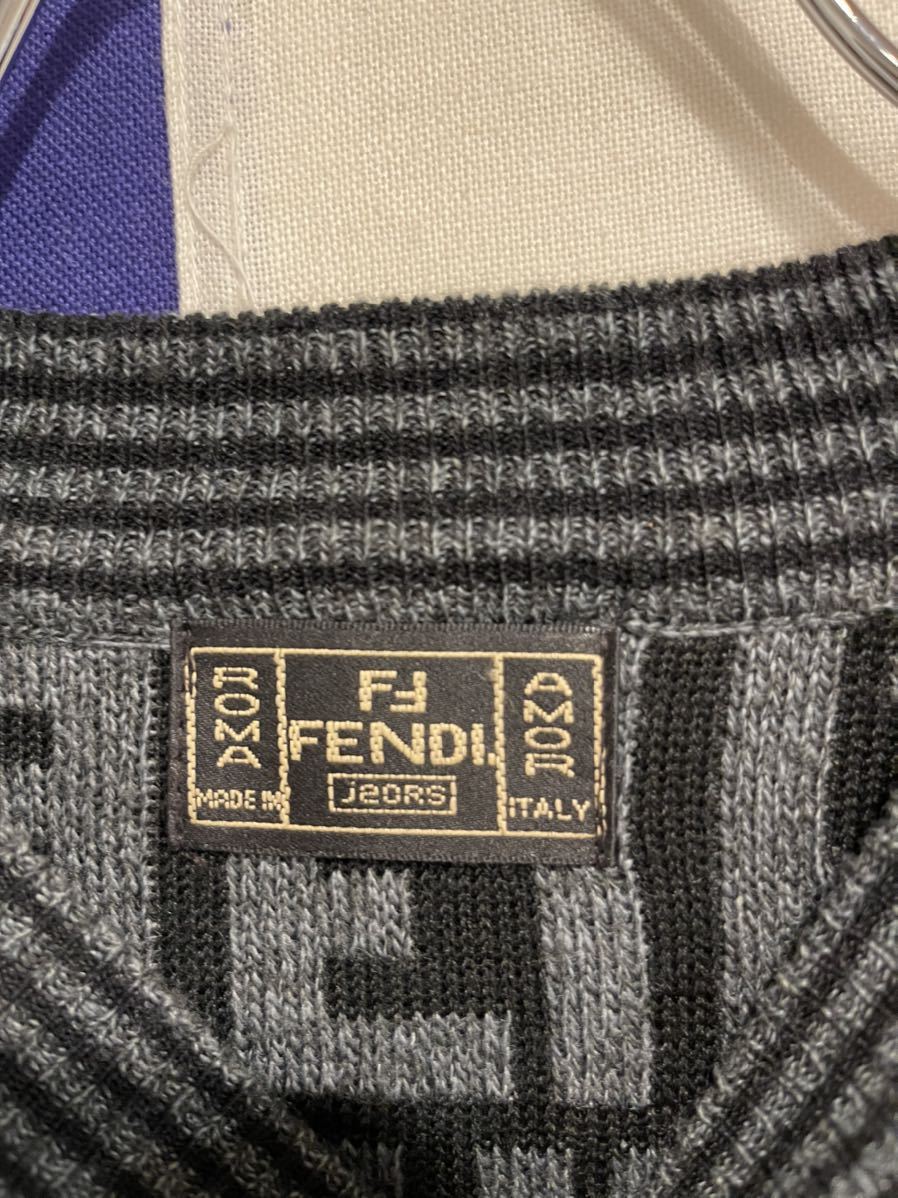 ROMA
MADE IN
FF
FENDI
J20RS
AMOR
ITALY